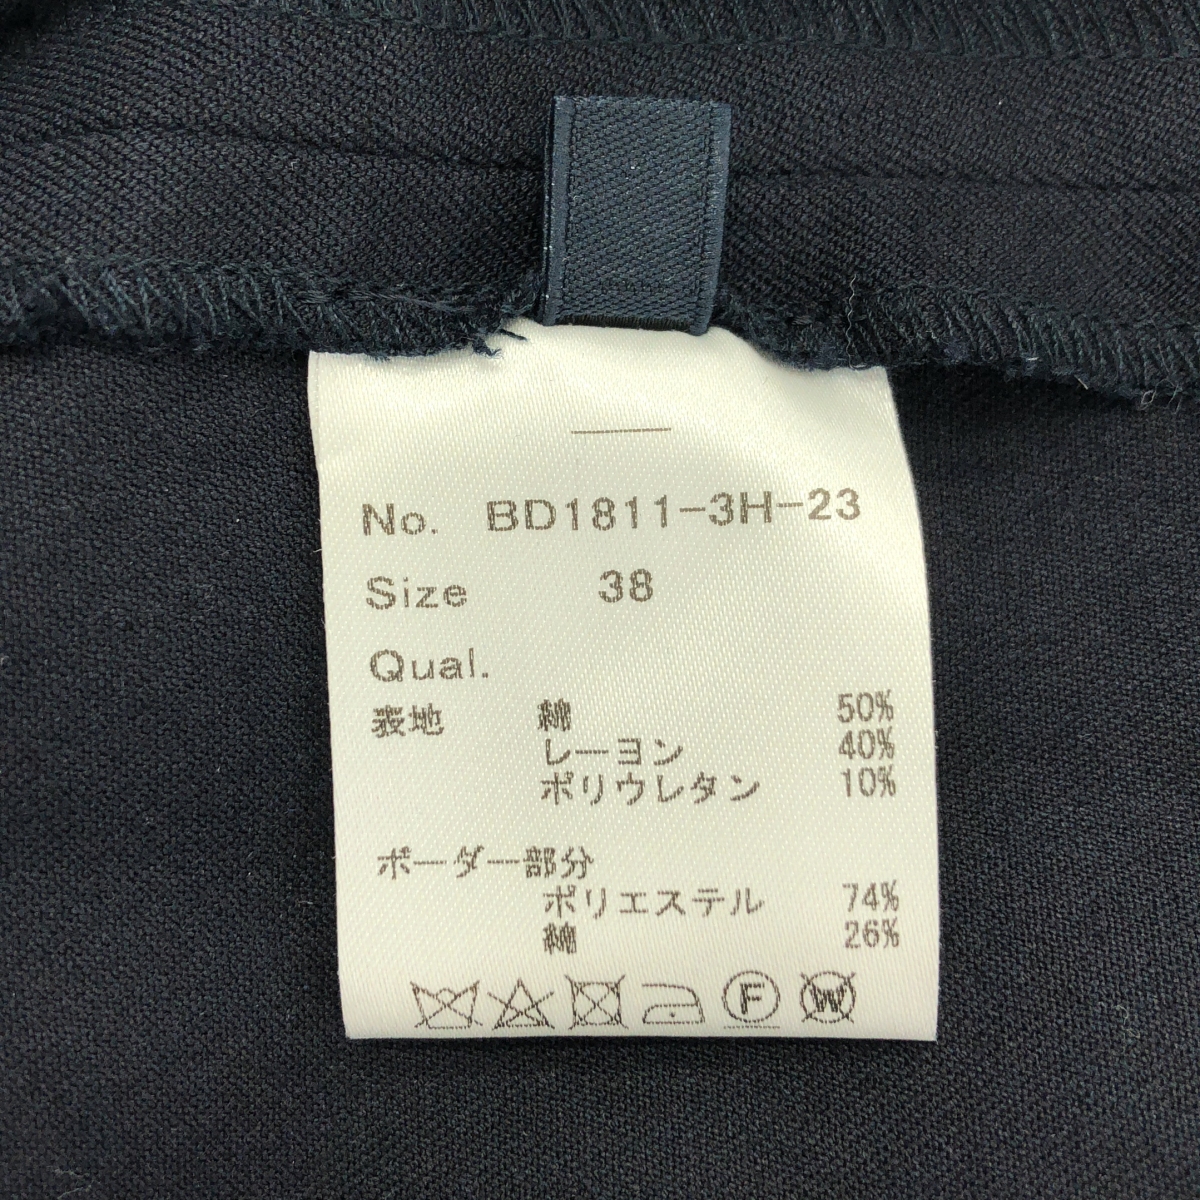 No. BD1811-3H-23
Size 38
Qual.
表地 綿 50%
レーヨン 40%
ポリウレタン 10%
ボーダー部分
ポリエステル 74%
綿 26%
F W